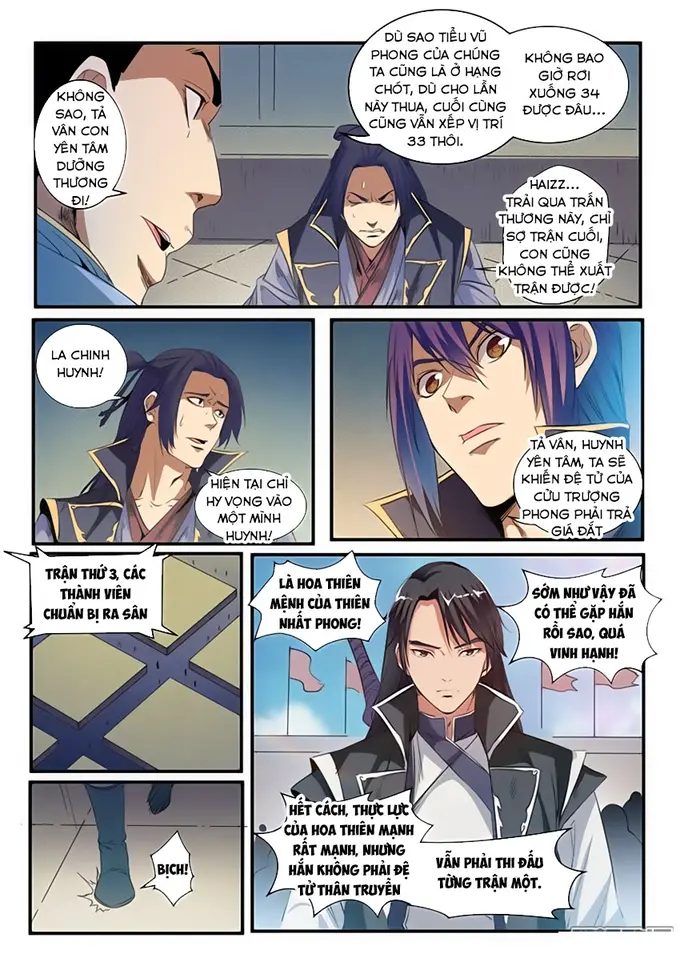 KHÔNG
SAO, TẢ
VÂN CON
YÊN TÂM
DƯỠNG
THƯƠNG
ĐI!
DÙ SAO TIỂU VŨ
PHONG CỦA CHÚNG
TA CŨNG LÀ Ở HẠNG
CHÓT, DÙ CHO LẦN
NÀY THUA, CUỐI CÙNG
CŨNG VẪN XẾP VỊ TRÍ
33 THÔI.
KHÔNG BAO
GIỜ RƠI
XUỐNG 34
ĐƯỢC ĐÂU...
HAIZZ...
TRẢI QUA TRẤN
THƯƠNG NÀY, CHỈ
SỢ TRẬN CUỐI,
CON CŨNG
KHÔNG THỂ XUẤT
TRẬN ĐƯỢC!
LA CHINH
HUYNH!
HIỆN TẠI CHỈ
HY VỌNG VÀO
MỘT MÌNH
HUYNH!
TẢ VÂN, HUYNH
YÊN TÂM, TA SẼ
KHIẾN ĐỆ TỬ CỦA
CỬU TRƯỢNG
PHONG PHẢI TRẢ
GIÁ ĐẮT
TRẬN THỨ 3, CÁC
THÀNH VIÊN
CHUẨN BỊ RA SÂN
LÀ HOA THIÊN
MỆNH CỦA THIÊN
NHẤT PHONG!
SỚM NHƯ VẬY ĐÃ
CÓ THỂ GẶP HẮN
RỒI SAO, QUÁ
VINH HẠNH!
BỊCH!
HẾT CÁCH, THỰC LỰC
CỦA HOA THIÊN MỆNH
RẤT MẠNH, NHƯNG
HẮN KHÔNG PHẢI ĐỆ
TỬ THÂN TRUYỀN
VẪN PHẢI THI ĐẤU
TỪNG TRẬN MỘT.